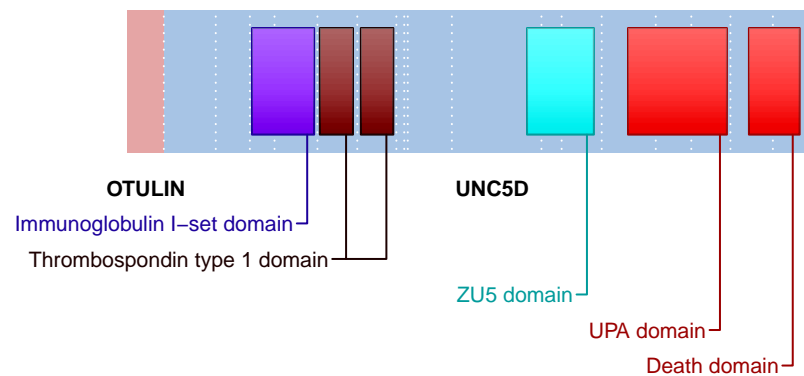 OTULIN UNC5D
Immunoglobulin I−set domain
Thrombospondin type 1 domain
ZU5 domain
UPA domain
Death domain